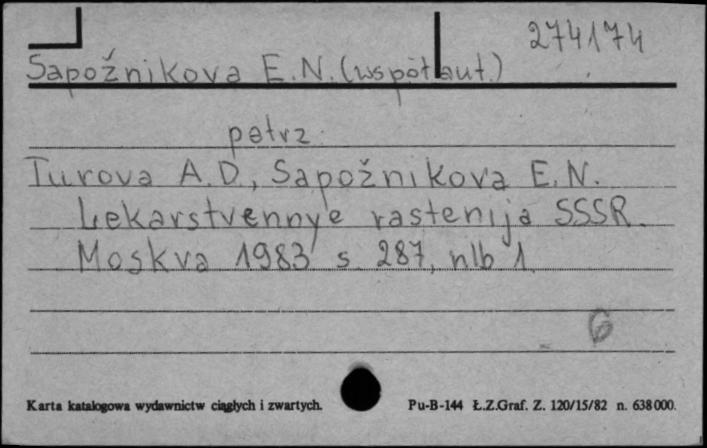 274174
Sapožnikova E.N. (współaut.)
patrz:
Turova A.D., Sapožnikova E.N.
Lekarstvennye rastenija SSSR.
Moskva 1983 s. 287, nlb 1.
G
Karta katalogowa wydawnictw ciągłych i zwartych. Pu-B-144 Ł.Z.Graf. Z. 120/15/82 n. 638000.